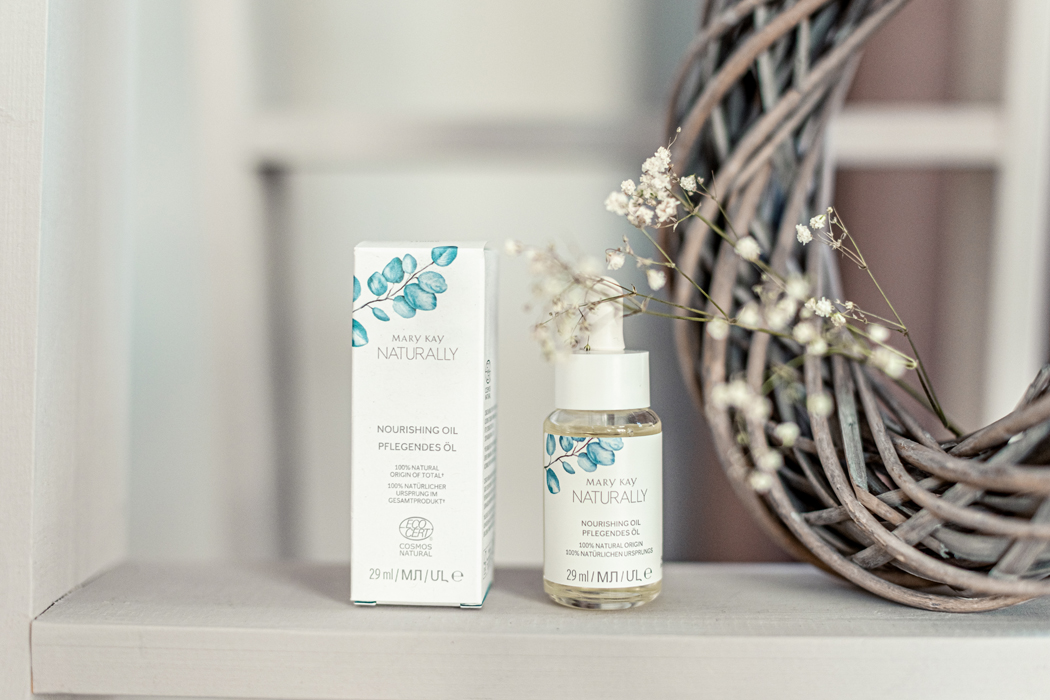 MARY KAY
NATURALLY
NOURISHING OIL
PFLEGENDES ÖL
100% NATURAL
ORIGIN OF TOTAL*
100% NATÜRLICHER
URSPRUNG IM
GESAMTPRODUKT*
ECO
CERT
COSMOS
NATURAL
29 ml / МЛ / ՄԼ ℮
MARY KAY
NATURALLY
NOURISHING OIL
PFLEGENDES ÖL
100% NATURAL ORIGIN
100% NATÜRLICHEN URSPRUNGS
29 ml / МЛ / ՄԼ ℮